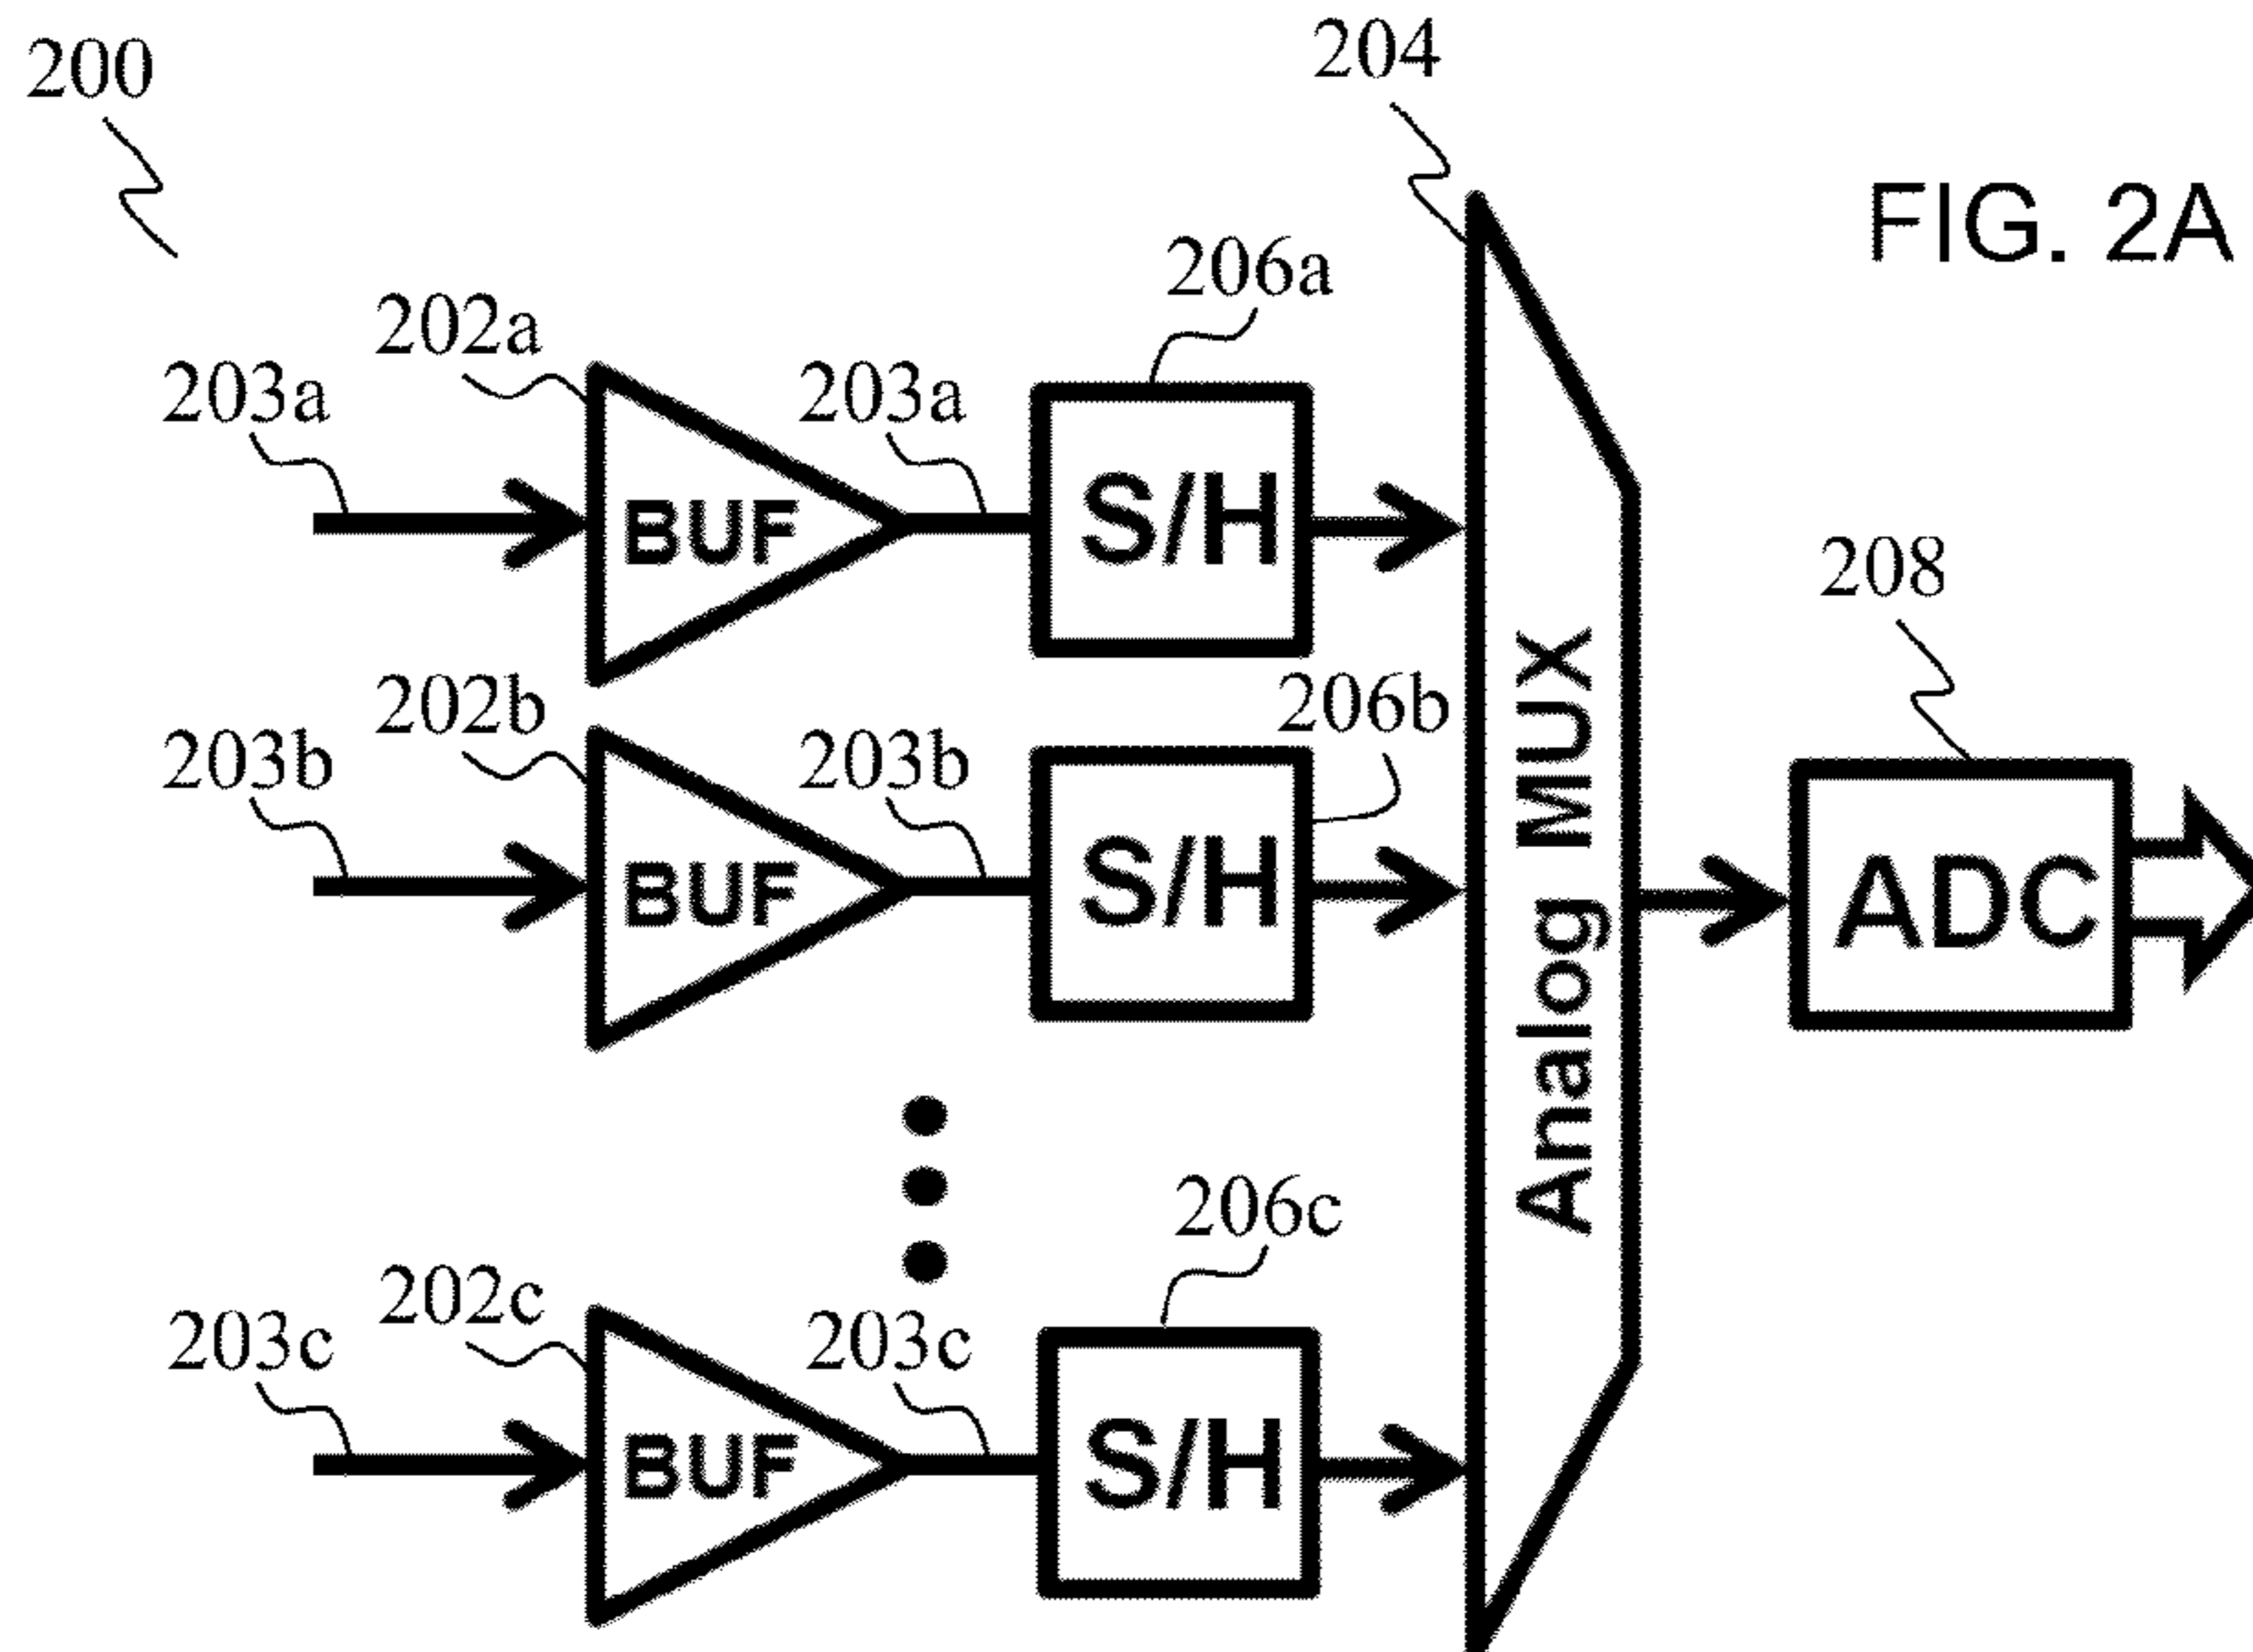 200
204
FIG. 2A
206a
202a
203a
203a
BUF
S/H
208
202b
206b
203b
203b
BUF
S/H
Analog MUX
ADC
206c
202c
203c
203c
BUF
S/H